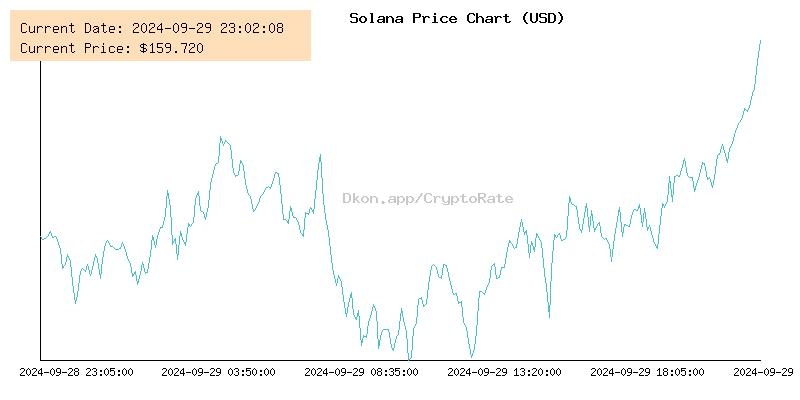 Solana Price Chart (USD)
Current Date: 2024-09-29 23:02:08
Current Price: $159.720
Dkon.app/CryptoRate
2024-09-28 23:05:00 2024-09-29 03:50:00 2024-09-29 08:35:00 2024-09-29 13:20:00 2024-09-29 18:05:00 2024-09-29